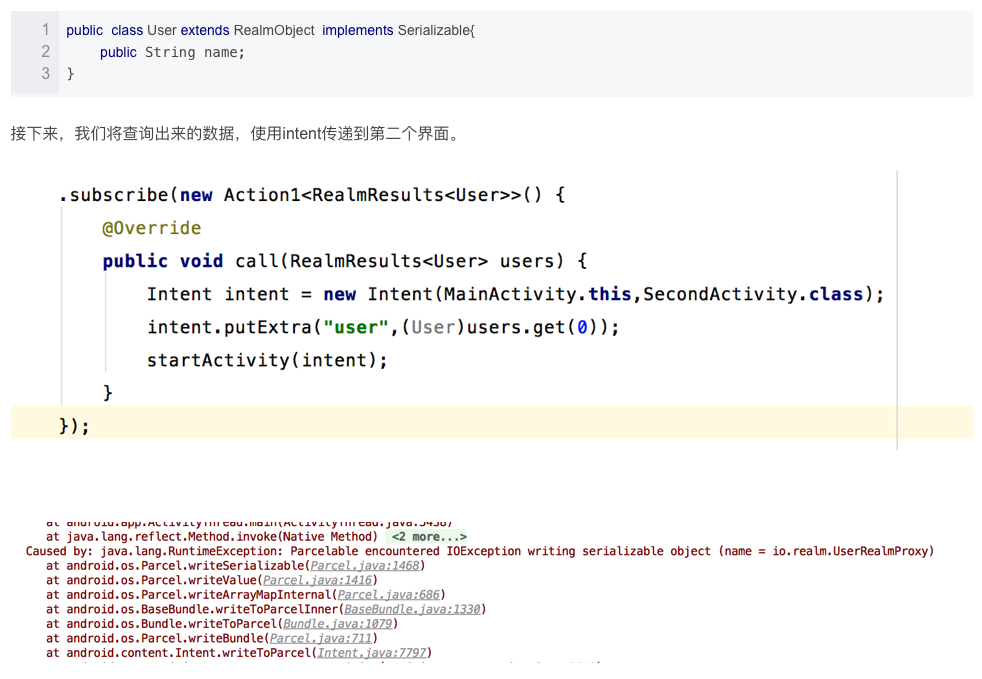 1 public class User extends RealmObject implements Serializable{
2 public String name;
3 }
接下来，我们将查询出来的数据，使用intent传递到第二个界面。
.subscribe(new Action1<RealmResults<User>>() {
@Override
public void call(RealmResults<User> users) {
Intent intent = new Intent(MainActivity.this,SecondActivity.class);
intent.putExtra("user",(User)users.get(0));
startActivity(intent);
}
});
at android.app.ActivityThread.main(ActivityThread.java:5438)
at java.lang.reflect.Method.invoke(Native Method) <2 more...>
Caused by: java.lang.RuntimeException: Parcelable encountered IOException writing serializable object (name = io.realm.UserRealmProxy)
at android.os.Parcel.writeSerializable(Parcel.java:1468)
at android.os.Parcel.writeValue(Parcel.java:1416)
at android.os.Parcel.writeArrayMapInternal(Parcel.java:686)
at android.os.BaseBundle.writeToParcelInner(BaseBundle.java:1330)
at android.os.Bundle.writeToParcel(Bundle.java:1079)
at android.os.Parcel.writeBundle(Parcel.java:711)
at android.content.Intent.writeToParcel(Intent.java:7797)